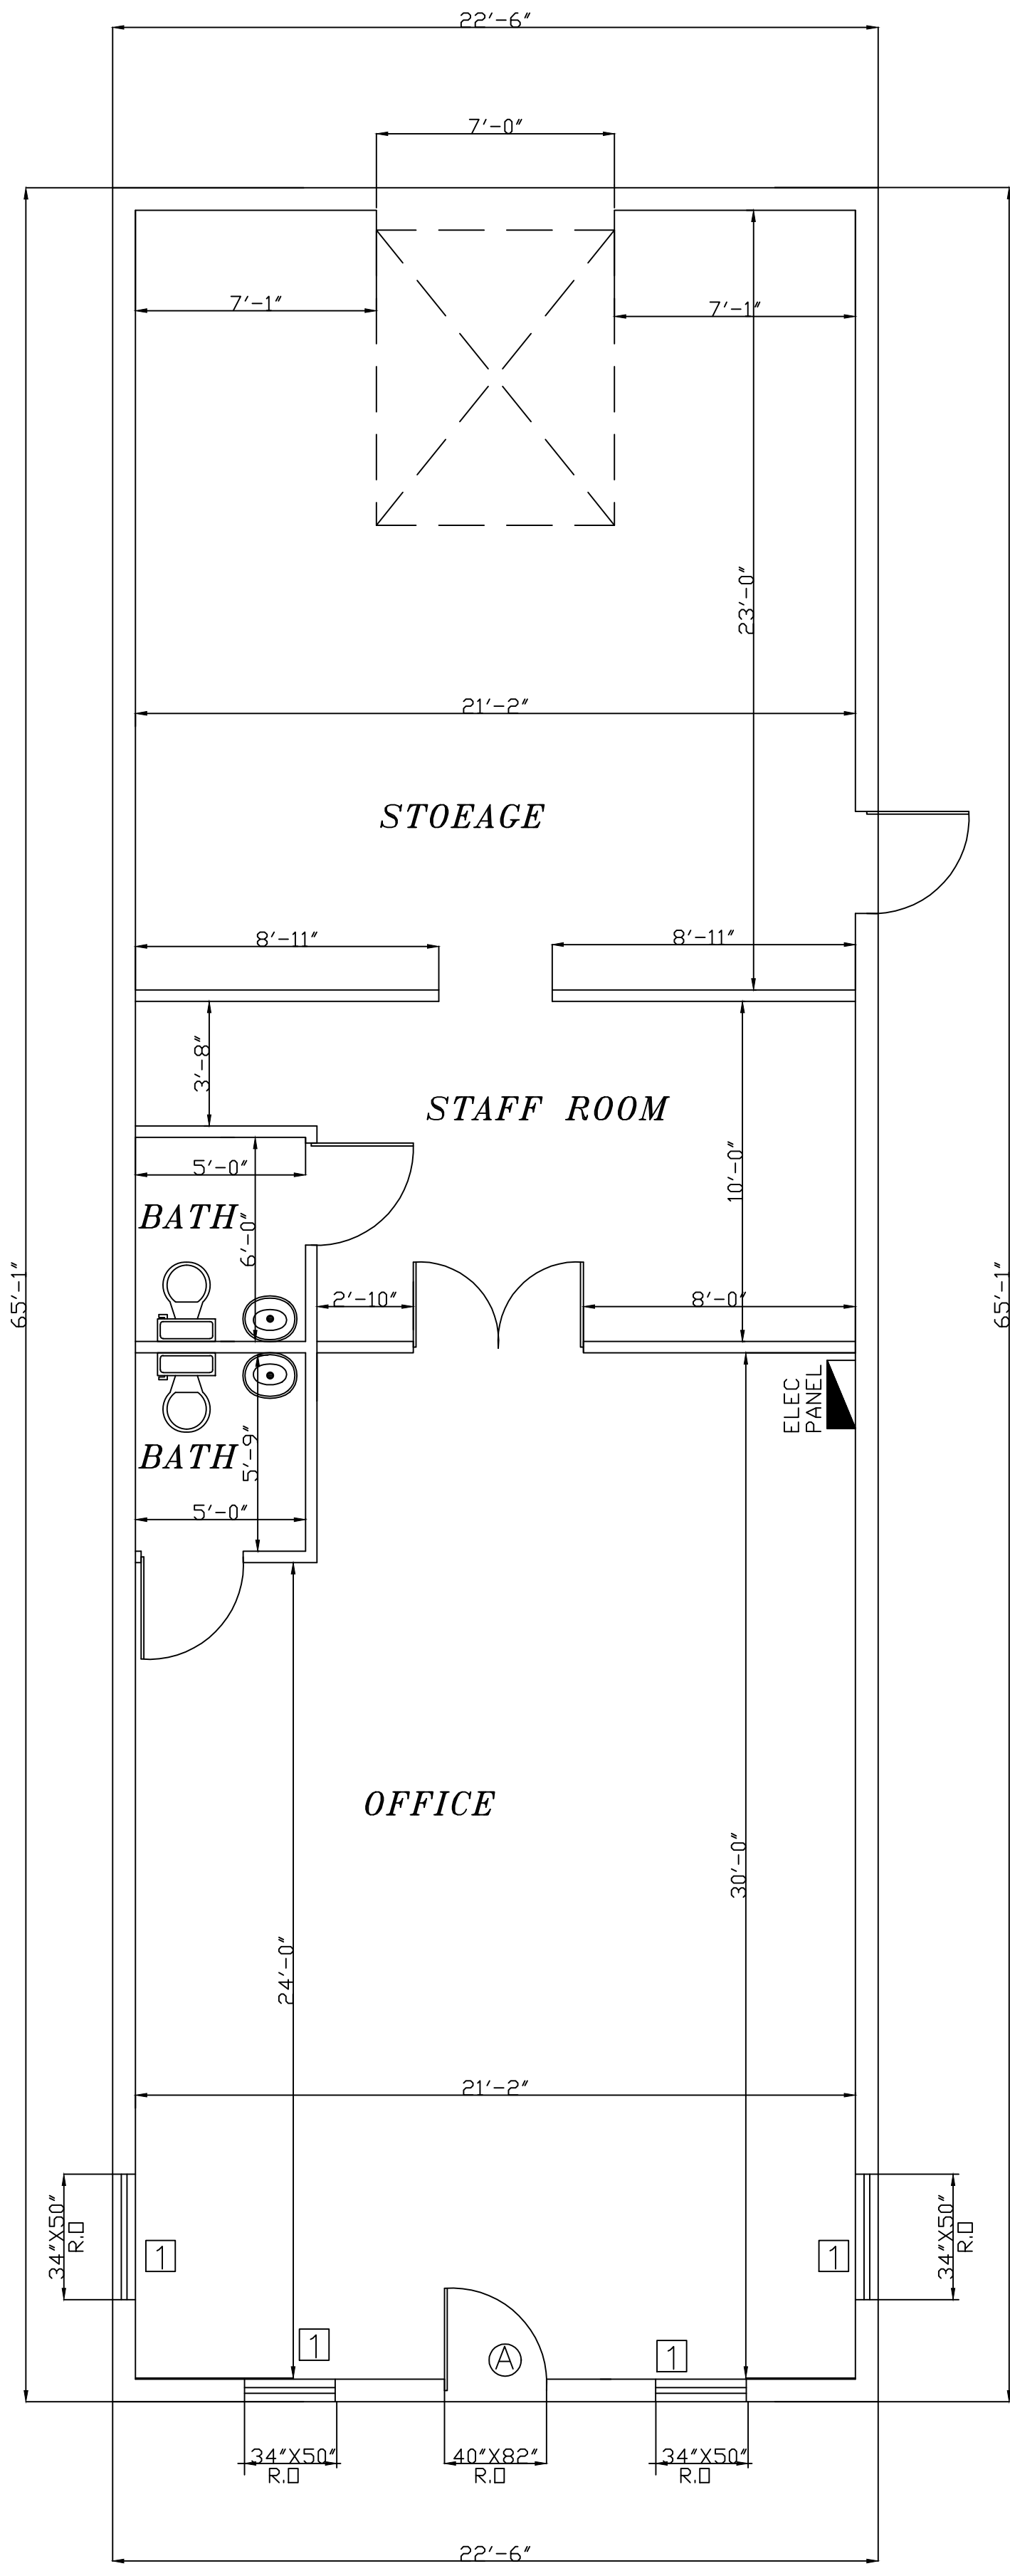 22'-6"
7'-0"
7'-1"
7'-1"
23'-0"
21'-2"
STOEAGE
8'-11"
8'-11"
3'-8"
STAFF ROOM
5'-0"
10'-0"
BATH
6'-0"
65'-1"
65'-1"
2'-10"
8'-0"
ELEC
PANEL
BATH
5'-9"
5'-0"
OFFICE
30'-0"
24'-0"
21'-2"
34"X50"
R.O
34"X50"
R.O
1
1
1
1
A
34"X50"
R.O
40"X82"
R.O
34"X50"
R.O
22'-6"